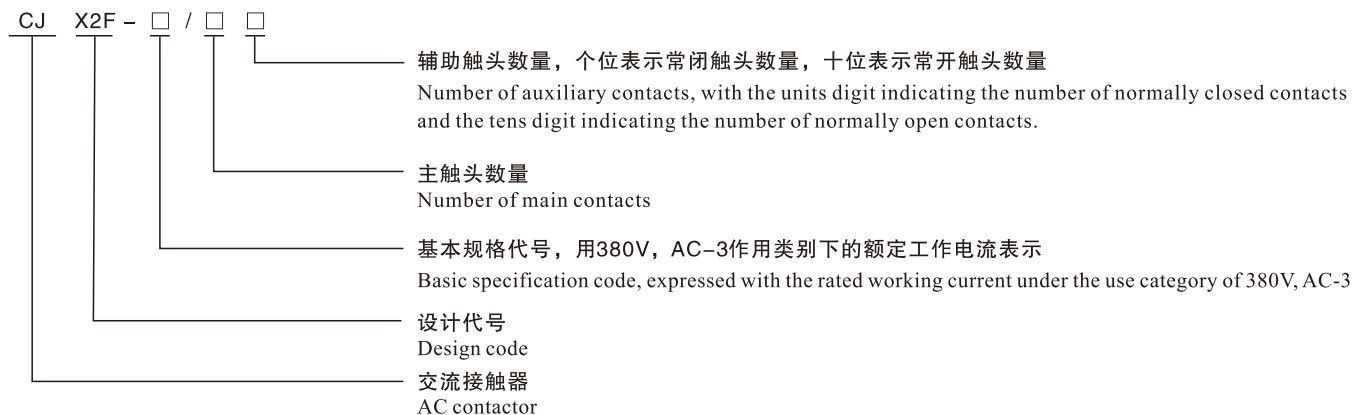 CJ X2F – □ / □ □
辅助触头数量，个位表示常闭触头数量，十位表示常开触头数量
Number of auxiliary contacts, with the units digit indicating the number of normally closed contacts
and the tens digit indicating the number of normally open contacts.
主触头数量
Number of main contacts
基本规格代号，用380V，AC–3作用类别下的额定工作电流表示
Basic specification code, expressed with the rated working current under the use category of 380V, AC-3
设计代号
Design code
交流接触器
AC contactor